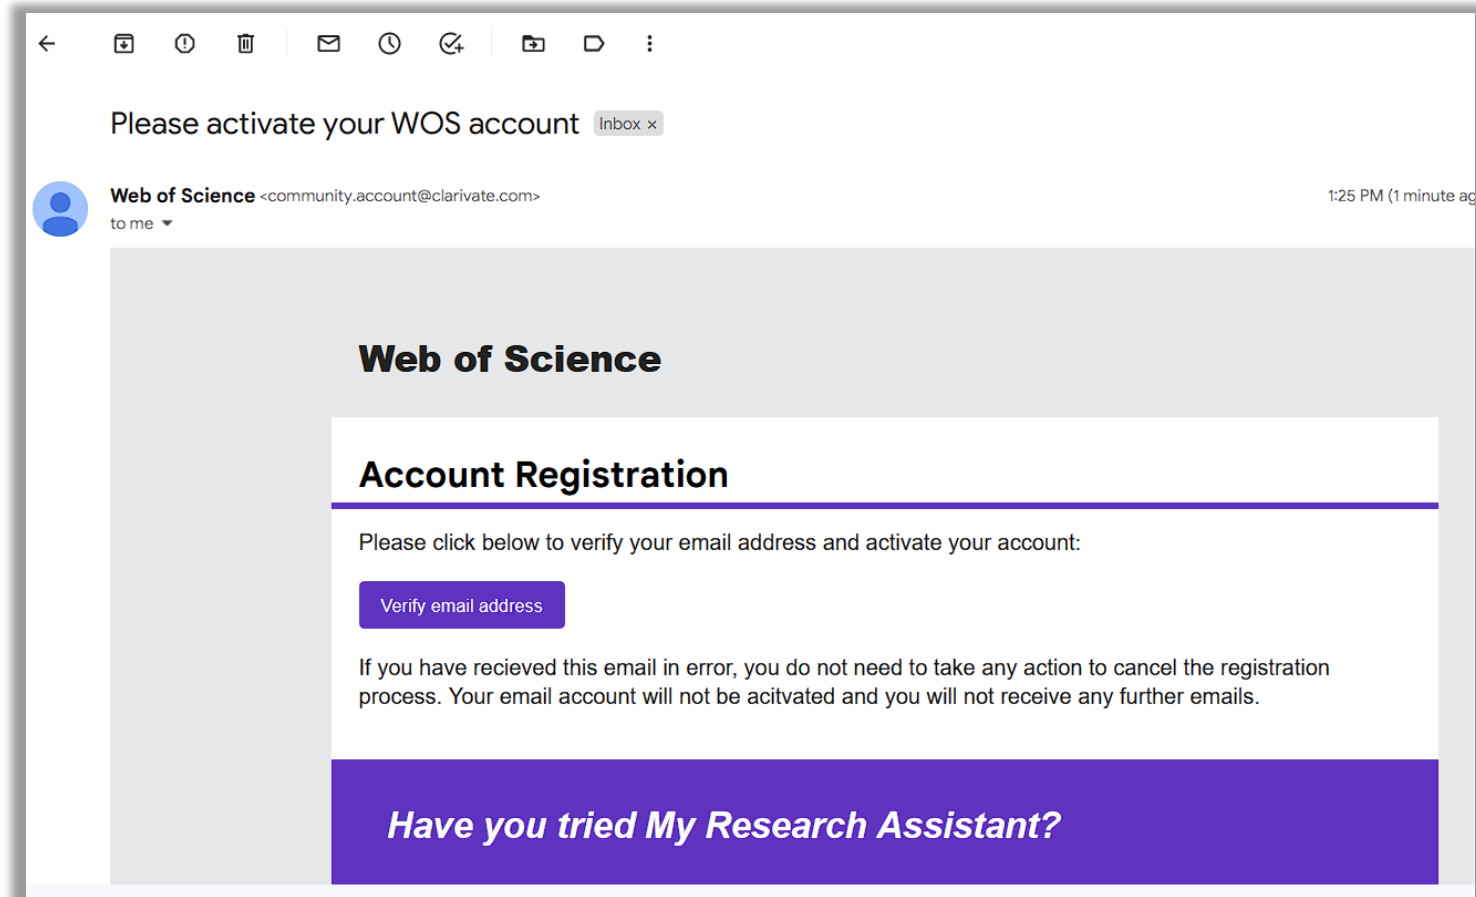 Please activate your WOS account Inbox ×
Web of Science <community.account@clarivate.com> 1:25 PM (1 minute ag
to me
Web of Science
Account Registration
Please click below to verify your email address and activate your account:
Verify email address
If you have recieved this email in error, you do not need to take any action to cancel the registration
process. Your email account will not be acitvated and you will not receive any further emails.
Have you tried My Research Assistant?